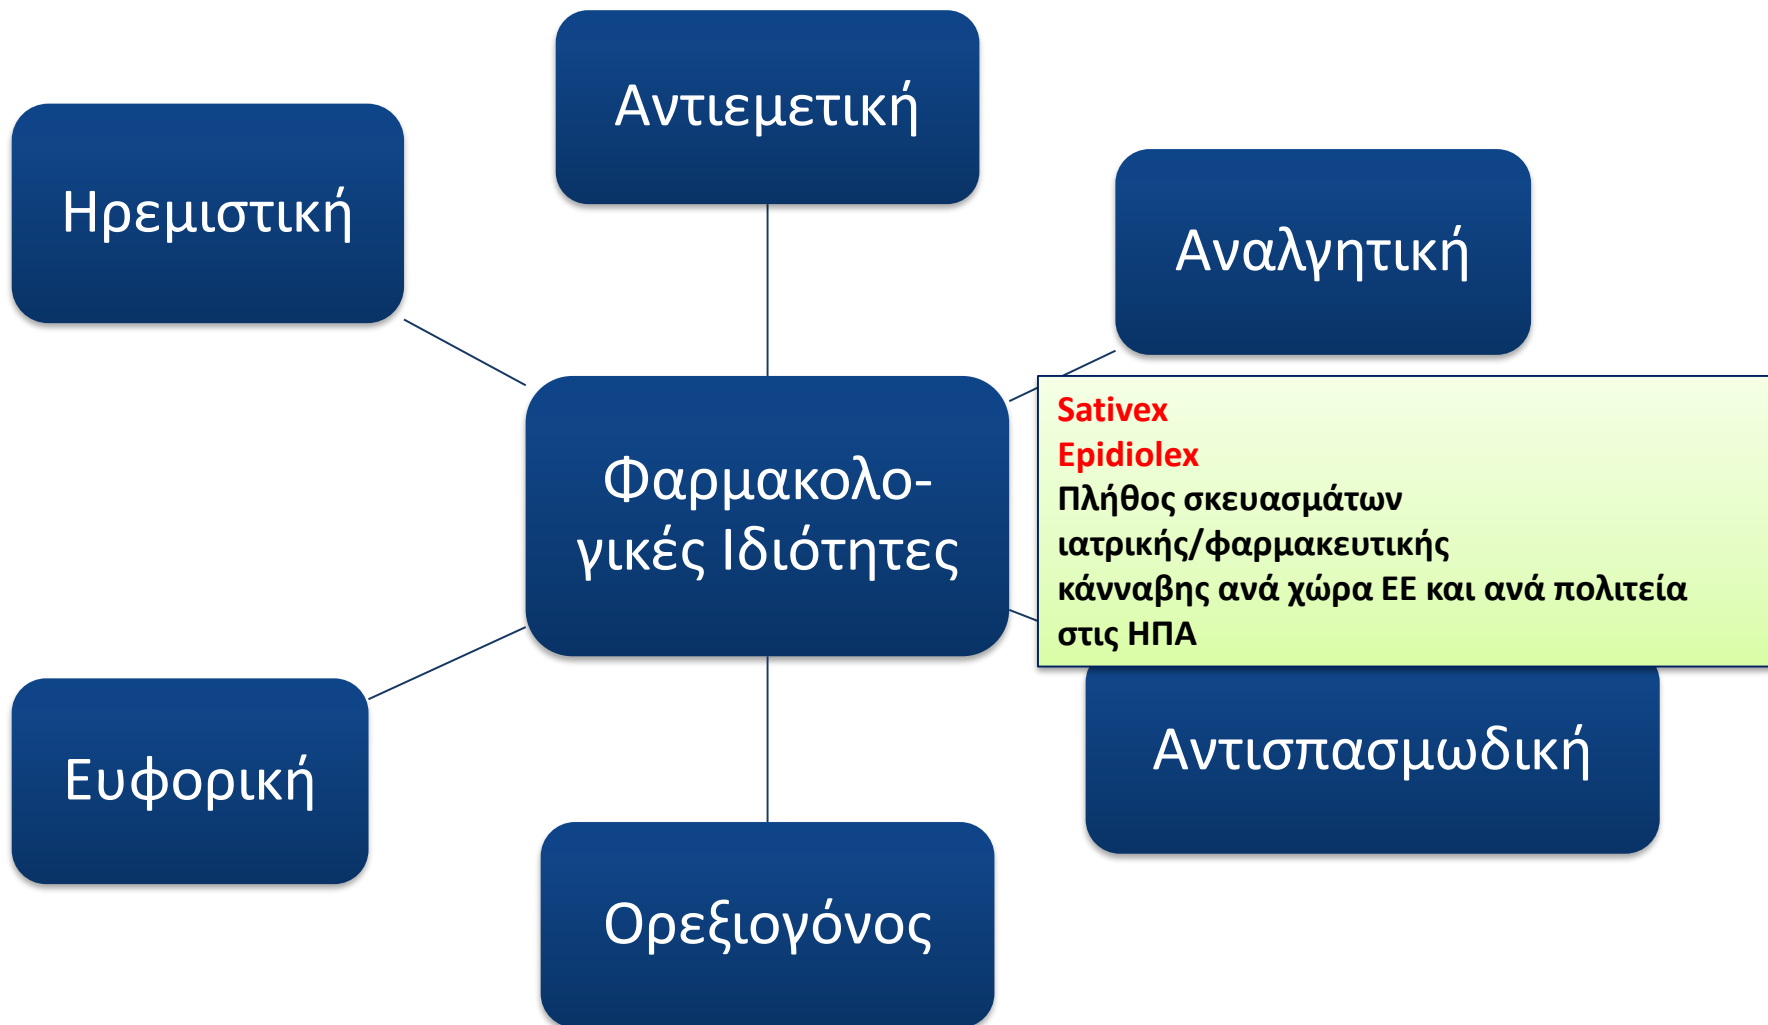 Αντιεμετική
Ηρεμιστική
Αναλγητική
Φαρμακολο-
γικές Ιδιότητες
Sativex
Epidiolex
Πλήθος σκευασμάτων
ιατρικής/φαρμακευτικής
κάνναβης ανά χώρα ΕΕ και ανά πολιτεία
στις ΗΠΑ
Ευφορική
Αντισπασμωδική
Ορεξιογόνος